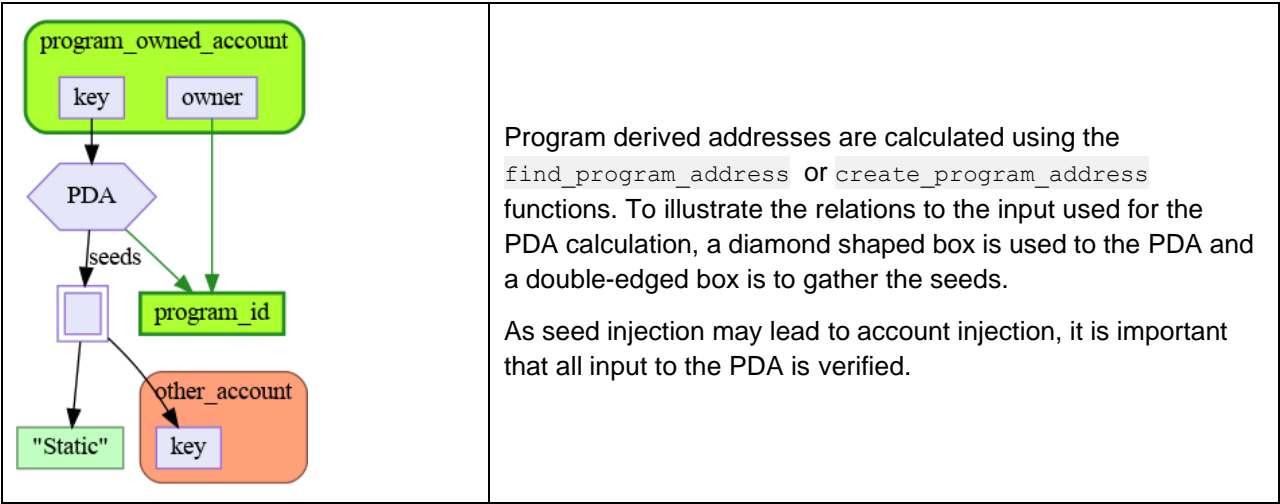 program_owned_account
key owner
PDA
seeds
program_id
other_account
"Static" key
Program derived addresses are calculated using the
find_program_address or create_program_address
functions. To illustrate the relations to the input used for the
PDA calculation, a diamond shaped box is used to the PDA and
a double-edged box is to gather the seeds.
As seed injection may lead to account injection, it is important
that all input to the PDA is verified.